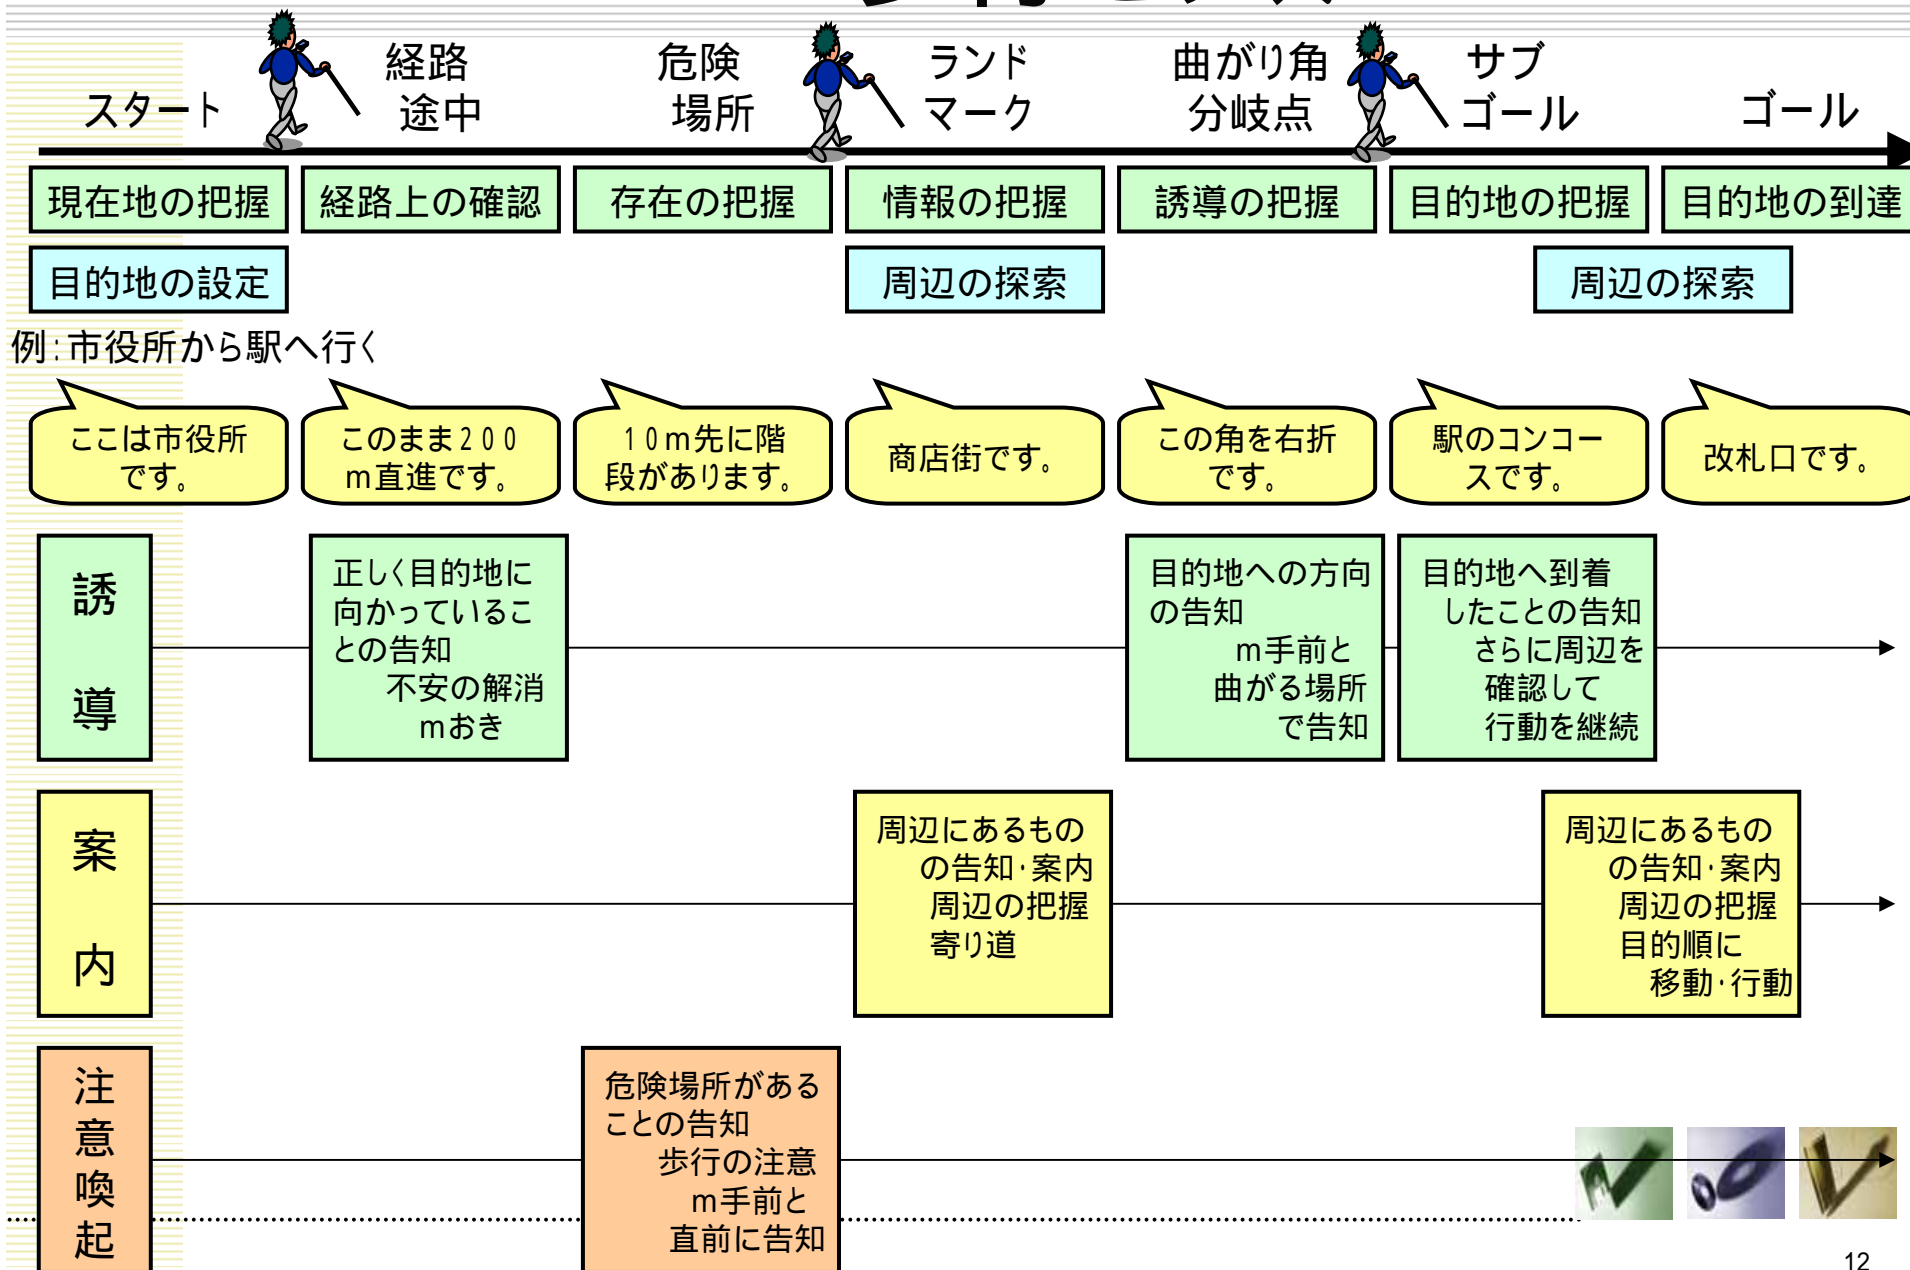 スタート
経路
途中
危険
場所
ランド
マーク
曲がり角
分岐点
サブ
ゴール
ゴール
現在地の把握
経路上の確認
存在の把握
情報の把握
誘導の把握
目的地の把握
目的地の到達
目的地の設定
周辺の探索
周辺の探索
例:市役所から駅へ行く
ここは市役所
です。
このまま200
m直進です。
10m先に階
段があります。
商店街です。
この角を右折
です。
駅のコンコー
スです。
改札口です。
誘
導
正しく目的地に
向かっているこ
との告知
不安の解消
mおき
目的地への方向
の告知
m手前と
曲がる場所
で告知
目的地へ到着
したことの告知
さらに周辺を
確認して
行動を継続
案
内
周辺にあるもの
の告知・案内
周辺の把握
寄り道
周辺にあるもの
の告知・案内
周辺の把握
目的順に
移動・行動
注
意
喚
起
危険場所がある
ことの告知
歩行の注意
m手前と
直前に告知
12